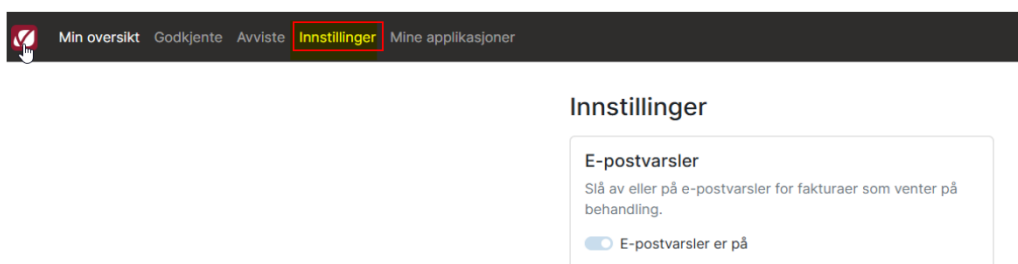 Min oversikt Godkjente Avviste Innstillinger Mine applikasjoner
Innstillinger
E-postvarsler
Slå av eller på e-postvarsler for fakturaer som venter på
behandling.
E-postvarsler er på